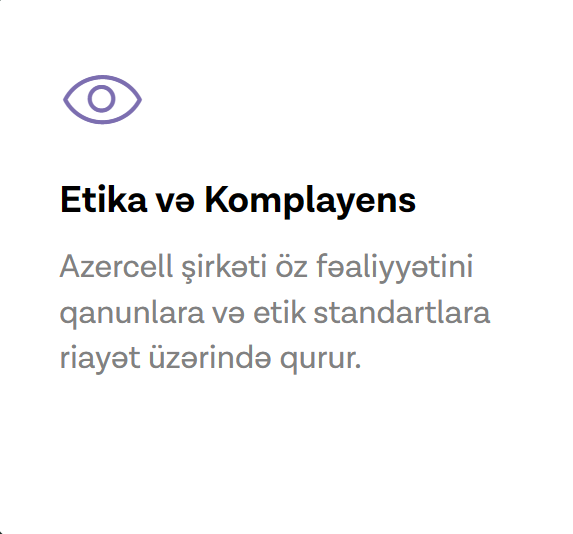 Etika və Komplayens
Azercell şirkəti öz fəaliyyətini
qanunlara və etik standartlara
riayət üzərində qurur.